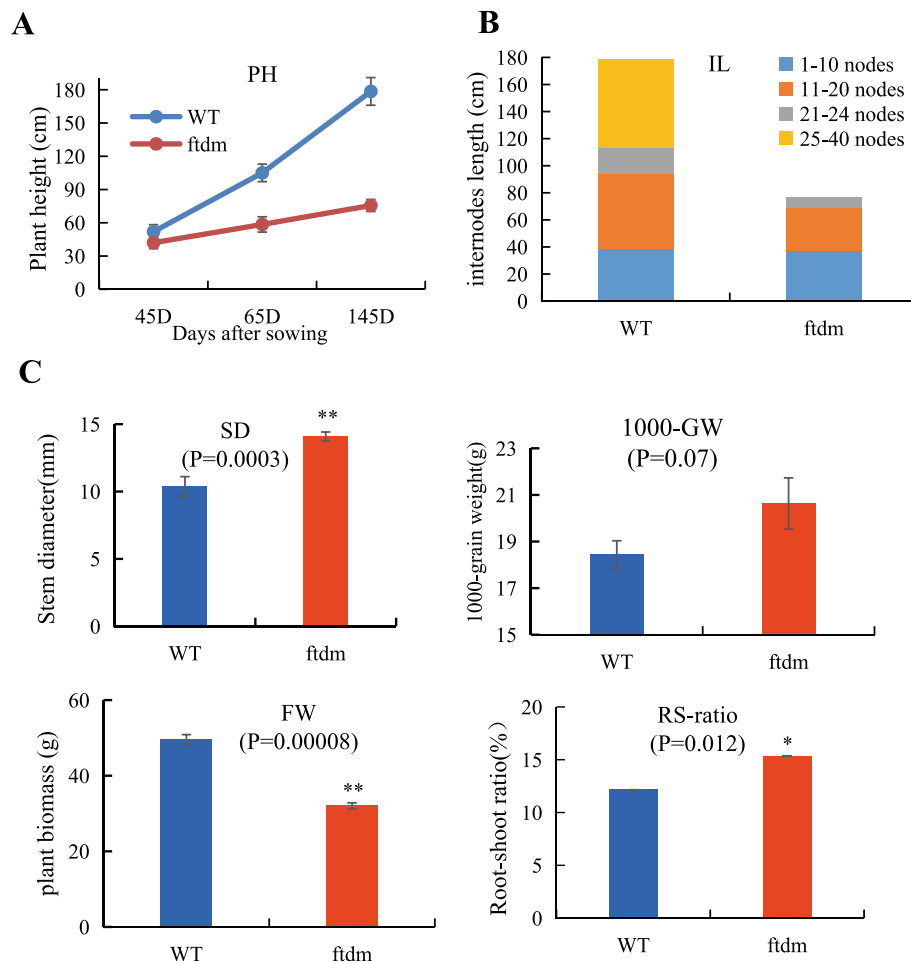 A
PH
Plant height (cm)
180
150
120
90
60
30
0
WT
ftdm
45D
65D
145D
Days after sowing
B
IL
internodes length (cm)
180
160
140
120
100
80
60
40
20
0
1-10 nodes
11-20 nodes
21-24 nodes
25-40 nodes
WT
ftdm
C
SD
(P=0.0003)
**
Stem diameter(mm)
15
10
5
0
WT
ftdm
1000-GW
(P=0.07)
1000-grain weight(g)
23
21
19
17
15
WT
ftdm
FW
(P=0.00008)
**
plant biomass (g)
60
40
20
0
WT
ftdm
RS-ratio
(P=0.012)
*
Root-shoot ratio(%)
20
15
10
5
0
WT
ftdm